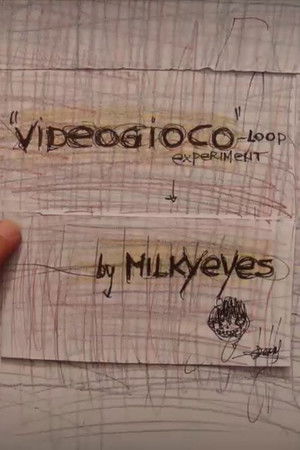 "VIDEOGIOCO"-LOOP
EXPERIMENT
by MILKYeyes